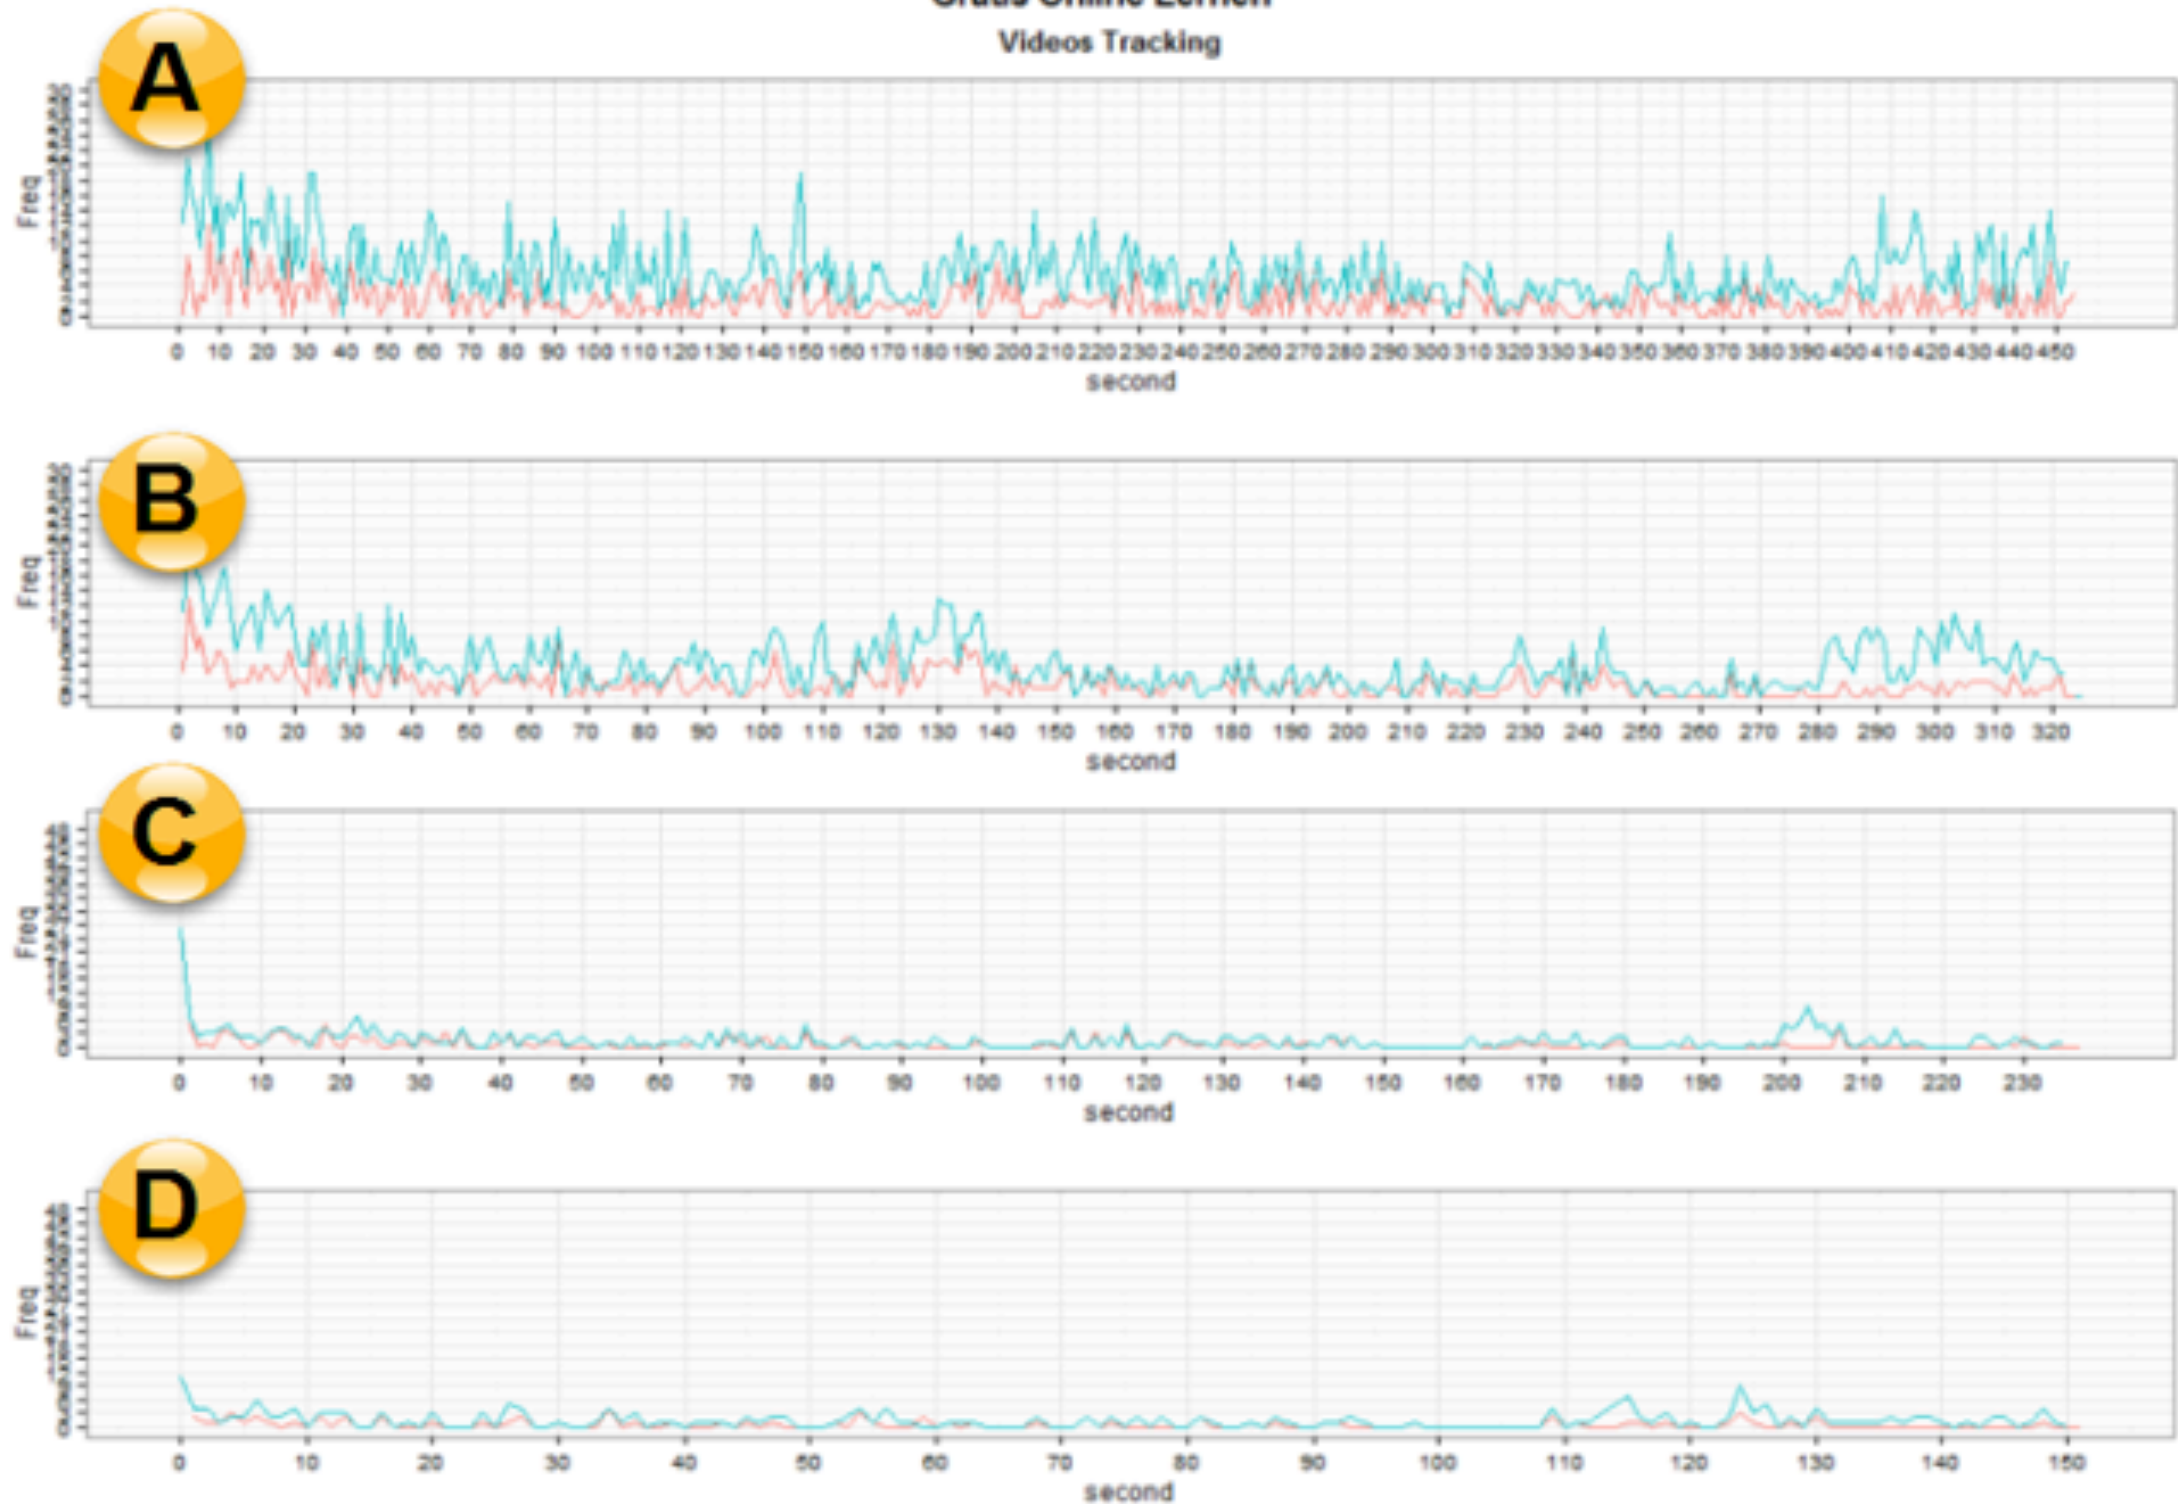 Gratis Online Lernen
Videos Tracking
A
Freq
0 10 20 30 40 50 60 70 80 90 100 110 120 130 140 150 160 170 180 190 200 210 220 230 240 250 260 270 280 290 300 310 320 330 340 350 360 370 380 390 400 410 420 430 440 450
second
B
Freq
0 10 20 30 40 50 60 70 80 90 100 110 120 130 140 150 160 170 180 190 200 210 220 230 240 250 260 270 280 290 300 310 320
second
C
Freq
0 10 20 30 40 50 60 70 80 90 100 110 120 130 140 150 160 170 180 190 200 210 220 230
second
D
Freq
0 10 20 30 40 50 60 70 80 90 100 110 120 130 140 150
second